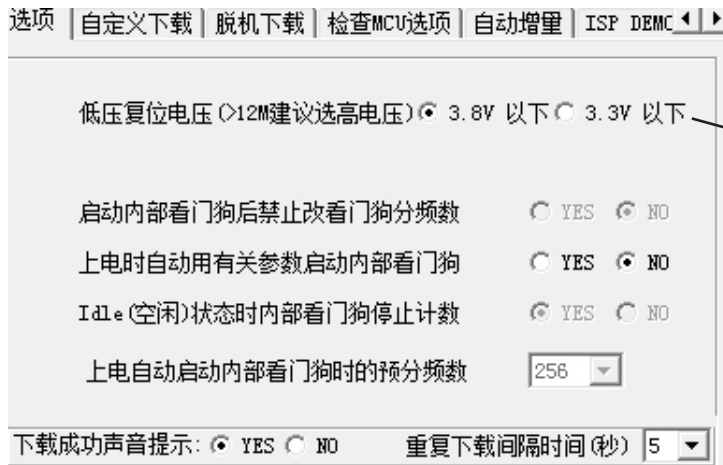 选项 自定义下载 脱机下载 检查MCU选项 自动增量 ISP DEMO
低压复位电压(>12M建议选高电压) 3.8V 以下 3.3V 以下
启动内部看门狗后禁止改看门狗分频数 YES NO
上电时自动用有关参数启动内部看门狗 YES NO
Idle(空闲)状态时内部看门狗停止计数 YES NO
上电自动启动内部看门狗时的预分频数 256
下载成功声音提示: YES NO 重复下载间隔时间(秒) 5